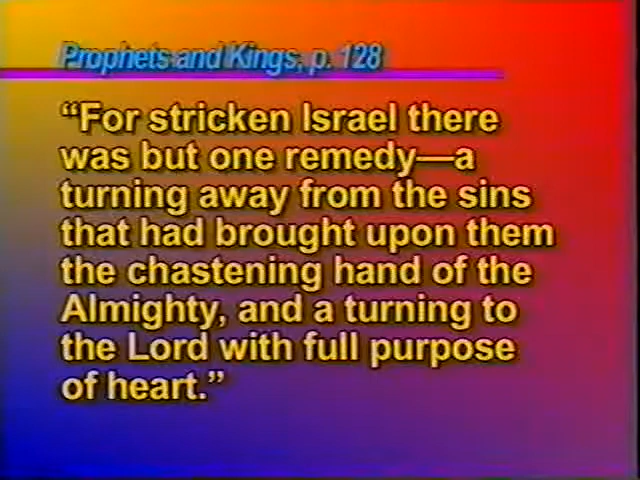 Prophets and Kings, p. 128
“For stricken Israel there
was but one remedy—a
turning away from the sins
that had brought upon them
the chastening hand of the
Almighty, and a turning to
the Lord with full purpose
of heart.”